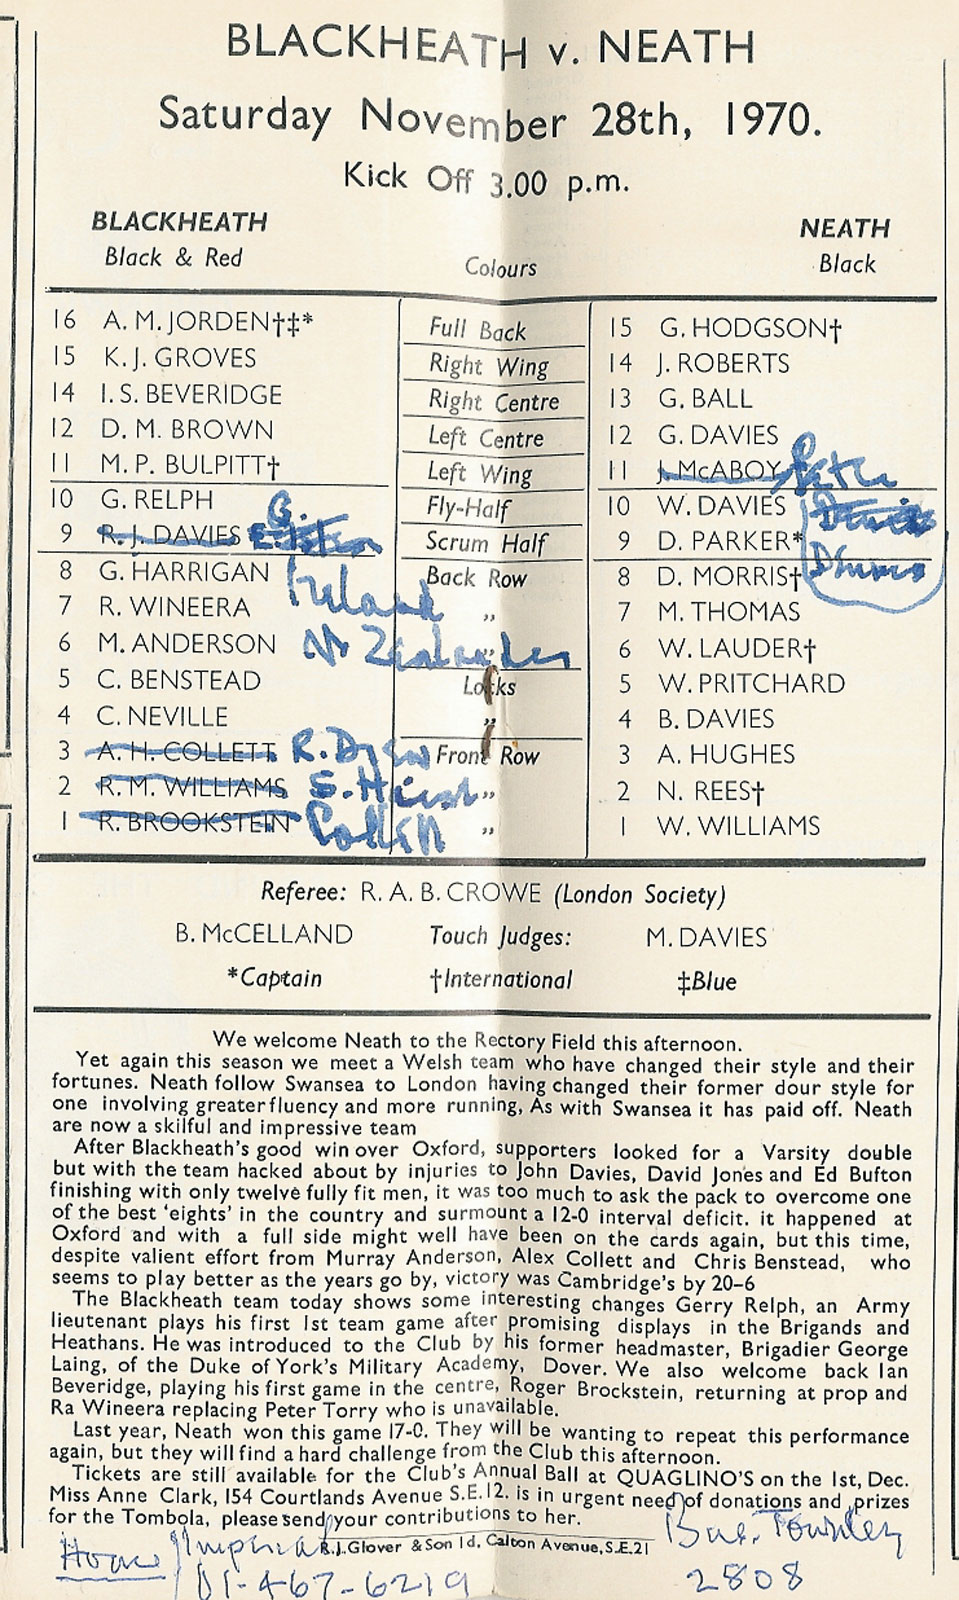 BLACKHEATH v. NEATH
Saturday November 28th, 1970.
Kick Off 3.00 p.m.
BLACKHEATH NEATH
Black & Red Colours Black
16 A. M. JORDEN†‡* Full Back 15 G. HODGSON†
15 K. J. GROVES Right Wing 14 J. ROBERTS
14 I. S. BEVERIDGE Right Centre 13 G. BALL
12 D. M. BROWN Left Centre 12 G. DAVIES
11 M. P. BULPITT† Left Wing 11 J. McABOY
10 G. RELPH G. Fly-Half 10 W. DAVIES
9 R. J. DAVIES Scrum Half 9 D. PARKER*
8 G. HARRIGAN Ireland Back Row 8 D. MORRIS†
7 R. WINEERA „ 7 M. THOMAS
6 M. ANDERSON „ 6 W. LAUDER†
5 C. BENSTEAD Locks 5 W. PRITCHARD
4 C. NEVILLE „ 4 B. DAVIES
3 A. H. COLLETT R. Front Row 3 A. HUGHES
2 R. M. WILLIAMS S. „ 2 N. REES†
1 R. BROOKSTEIN Collett „ 1 W. WILLIAMS
Referee: R. A. B. CROWE (London Society)
B. McCELLAND Touch Judges: M. DAVIES
*Captain †International ‡Blue
We welcome Neath to the Rectory Field this afternoon.
Yet again this season we meet a Welsh team who have changed their style and their
fortunes. Neath follow Swansea to London having changed their former dour style for
one involving greater fluency and more running, As with Swansea it has paid off. Neath
are now a skilful and impressive team
After Blackheath's good win over Oxford, supporters looked for a Varsity double
but with the team hacked about by injuries to John Davies, David Jones and Ed Bufton
finishing with only twelve fully fit men, it was too much to ask the pack to overcome one
of the best 'eights' in the country and surmount a 12-0 interval deficit. it happened at
Oxford and with a full side might well have been on the cards again, but this time,
despite valient effort from Murray Anderson, Alex Collett and Chris Benstead, who
seems to play better as the years go by, victory was Cambridge's by 20-6
The Blackheath team today shows some interesting changes Gerry Relph, an Army
lieutenant plays his first 1st team game after promising displays in the Brigands and
Heathans. He was introduced to the Club by his former headmaster, Brigadier George
Laing, of the Duke of York's Military Academy, Dover. We also welcome back Ian
Beveridge, playing his first game in the centre, Roger Brockstein, returning at prop and
Ra Wineera replacing Peter Torry who is unavailable.
Last year, Neath won this game 17-0. They will be wanting to repeat this performance
again, but they will find a hard challenge from the Club this afternoon.
Tickets are still available for the Club's Annual Ball at QUAGLINO'S on the 1st, Dec.
Miss Anne Clark, 154 Courtlands Avenue S.E.12. is in urgent need of donations and prizes
for the Tombola, please send your contributions to her.
R.J.Glover & Son 1d. Calton Avenue, S.E.21
Home
01-467-6219
2808